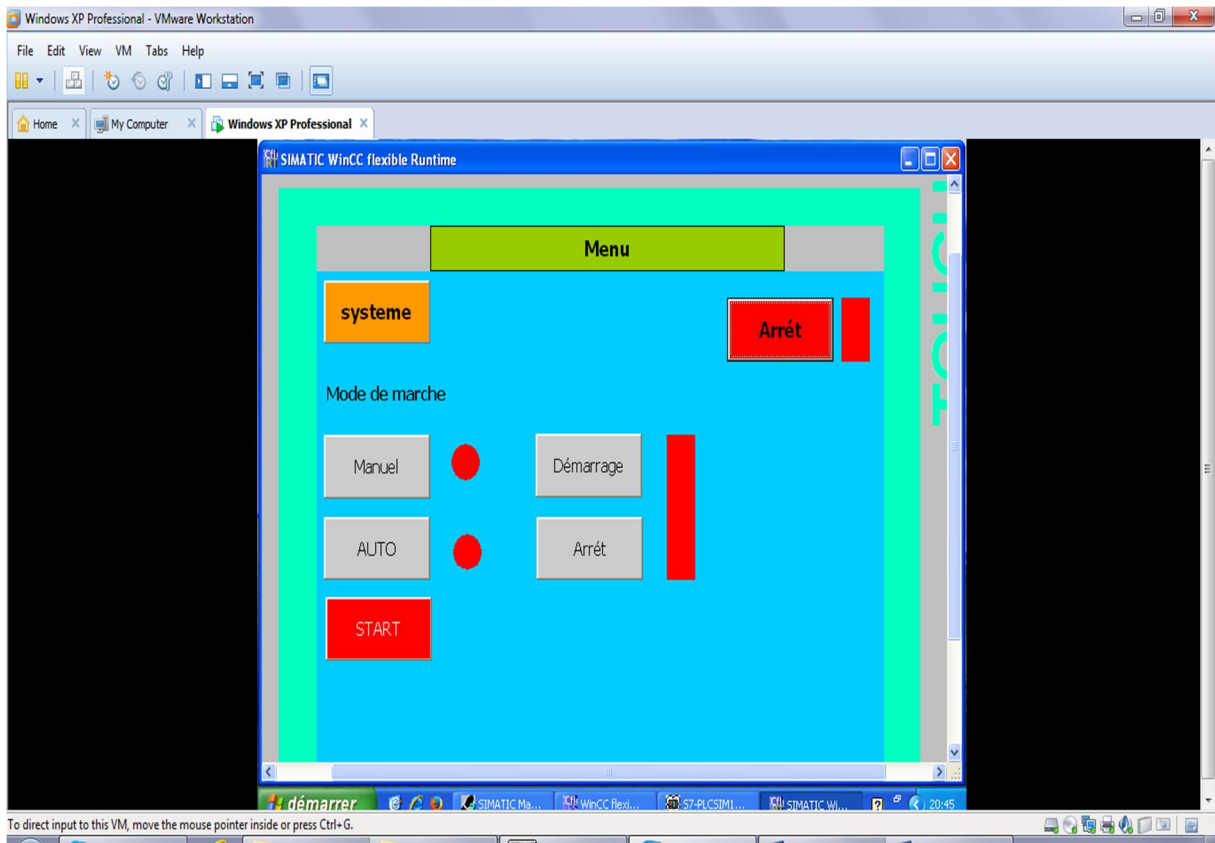 Windows XP Professional - VMware Workstation
File Edit View VM Tabs Help
Home × My Computer × Windows XP Professional ×
SIMATIC WinCC flexible Runtime
Menu
systeme
Arrét
Mode de marche
Manuel
Démarrage
AUTO
Arrét
START
démarrer SIMATIC Ma... WinCC flexi... S7-PLCSIM1... SIMATIC Wi... 20:45
To direct input to this VM, move the mouse pointer inside or press Ctrl+G.